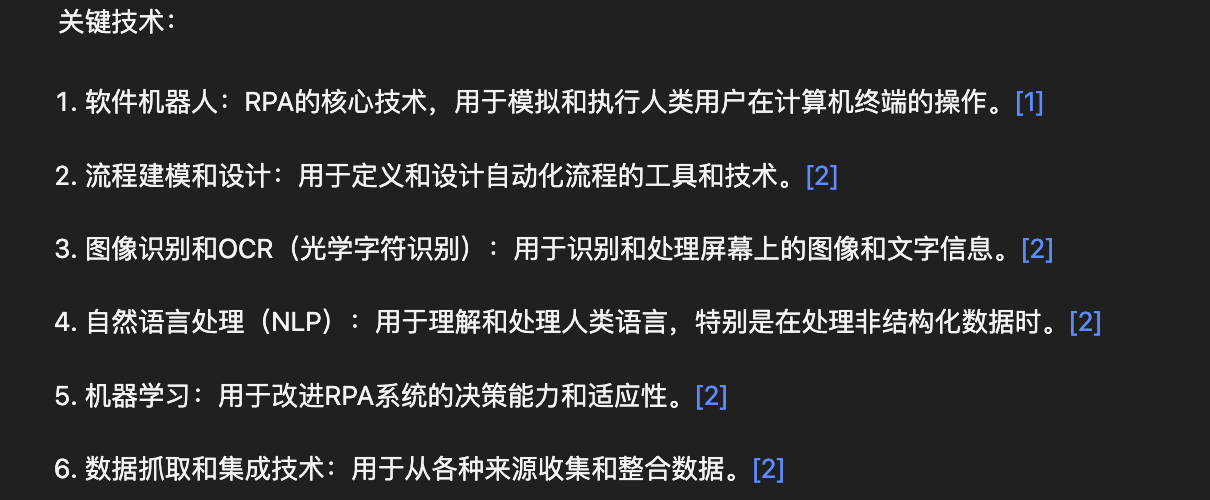 关键技术：
1. 软件机器人：RPA的核心技术，用于模拟和执行人类用户在计算机终端的操作。[1]
2. 流程建模和设计：用于定义和设计自动化流程的工具和技术。[2]
3. 图像识别和OCR（光学字符识别）：用于识别和处理屏幕上的图像和文字信息。[2]
4. 自然语言处理（NLP）：用于理解和处理人类语言，特别是在处理非结构化数据时。[2]
5. 机器学习：用于改进RPA系统的决策能力和适应性。[2]
6. 数据抓取和集成技术：用于从各种来源收集和整合数据。[2]